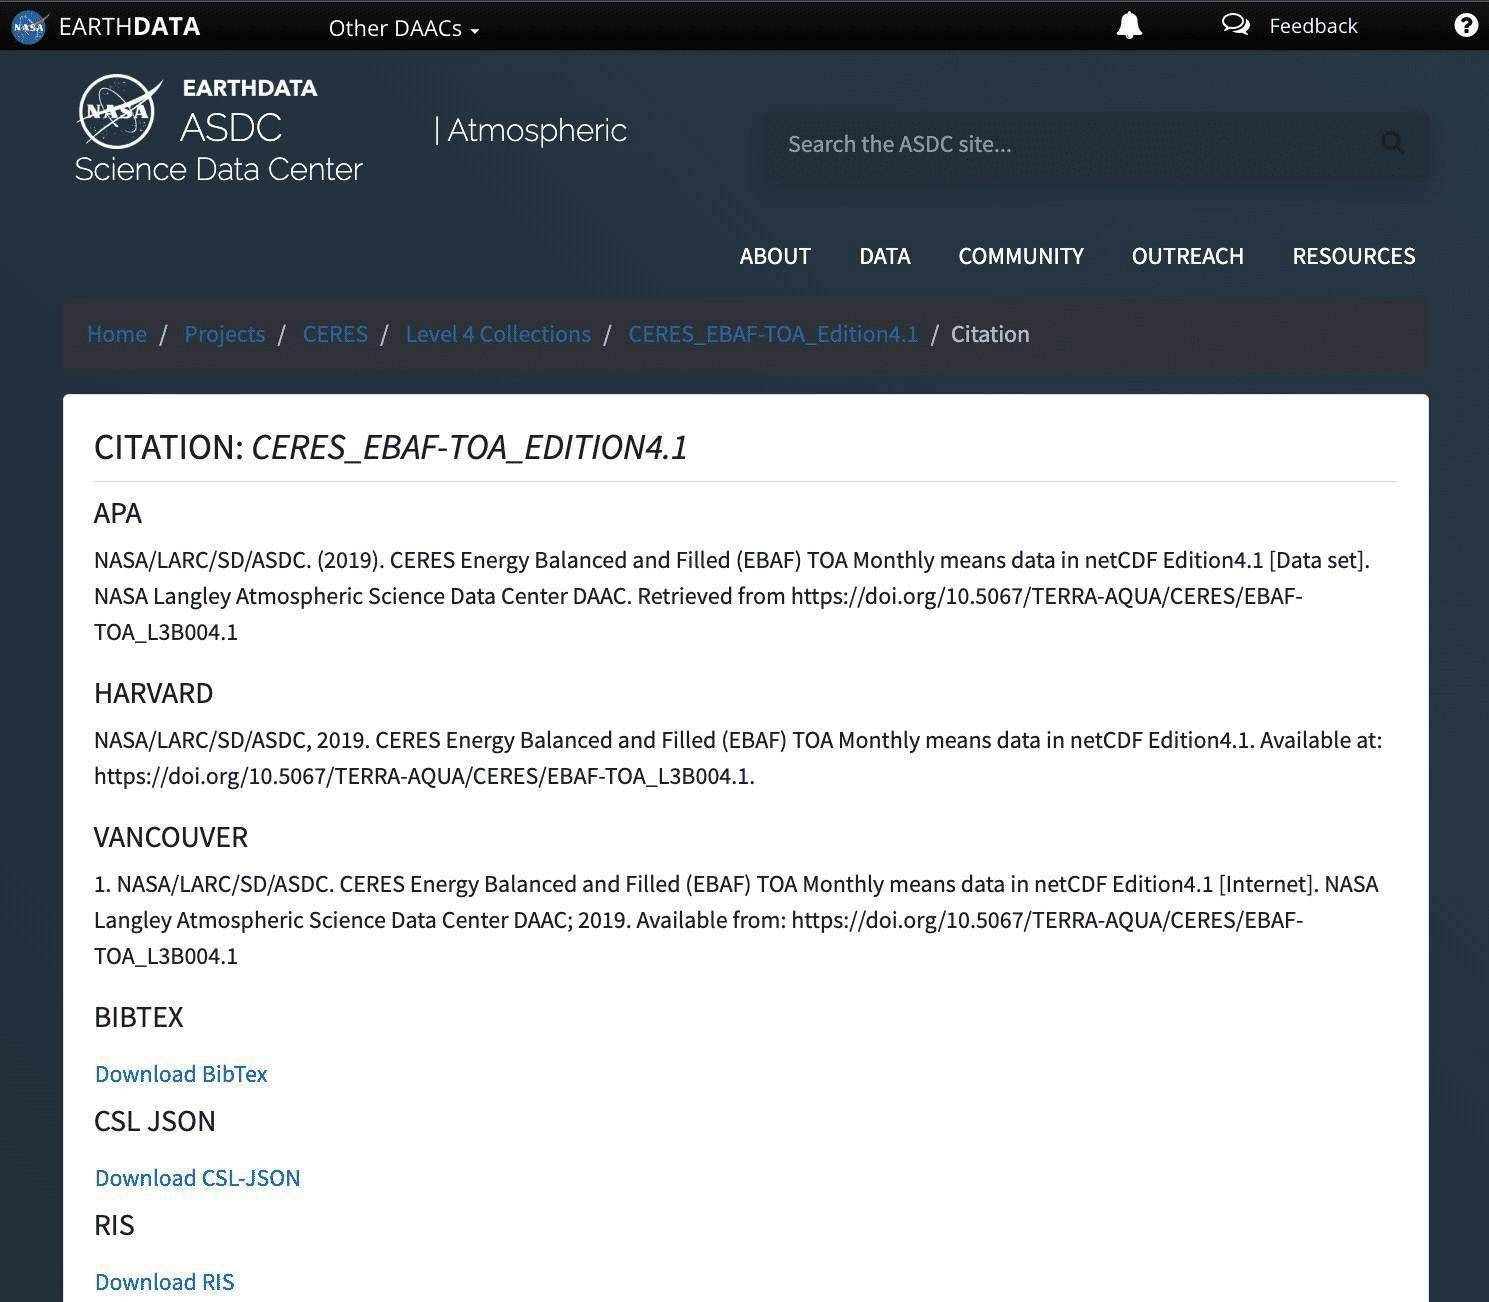 NASA EARTHDATA Other DAACs Feedback ?
NASA EARTHDATA
ASDC | Atmospheric
Science Data Center
Search the ASDC site...
ABOUT DATA COMMUNITY OUTREACH RESOURCES
Home / Projects / CERES / Level 4 Collections / CERES_EBAF-TOA_Edition4.1 / Citation
CITATION: CERES_EBAF-TOA_EDITION4.1
APA
NASA/LARC/SD/ASDC. (2019). CERES Energy Balanced and Filled (EBAF) TOA Monthly means data in netCDF Edition4.1 [Data set].
NASA Langley Atmospheric Science Data Center DAAC. Retrieved from https://doi.org/10.5067/TERRA-AQUA/CERES/EBAF-
TOA_L3B004.1
HARVARD
NASA/LARC/SD/ASDC, 2019. CERES Energy Balanced and Filled (EBAF) TOA Monthly means data in netCDF Edition4.1. Available at:
https://doi.org/10.5067/TERRA-AQUA/CERES/EBAF-TOA_L3B004.1.
VANCOUVER
1. NASA/LARC/SD/ASDC. CERES Energy Balanced and Filled (EBAF) TOA Monthly means data in netCDF Edition4.1 [Internet]. NASA
Langley Atmospheric Science Data Center DAAC; 2019. Available from: https://doi.org/10.5067/TERRA-AQUA/CERES/EBAF-
TOA_L3B004.1
BIBTEX
Download BibTex
CSL JSON
Download CSL-JSON
RIS
Download RIS